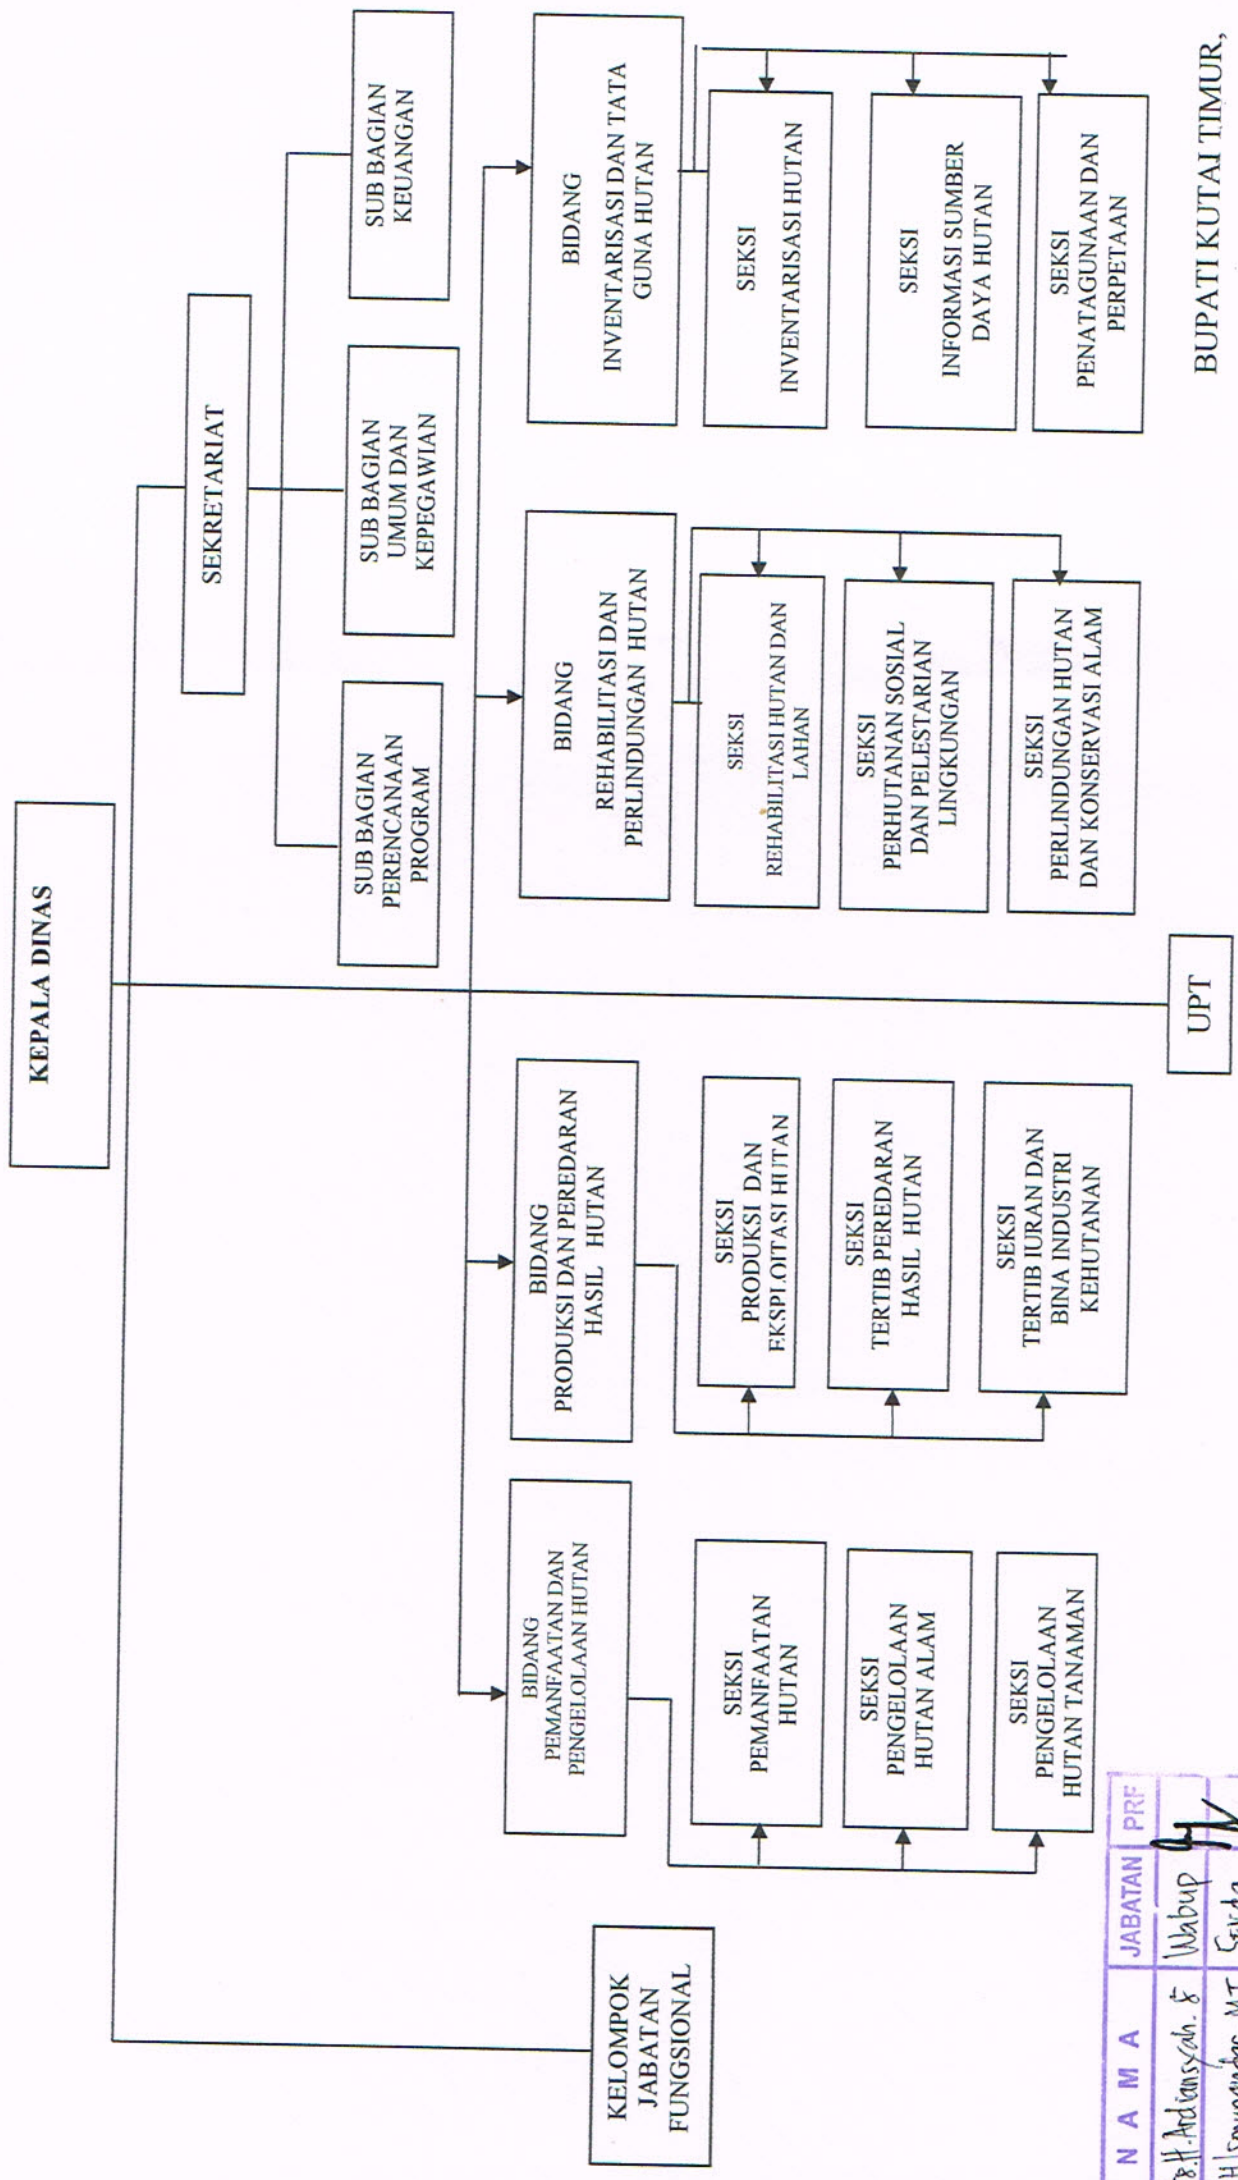 KEPALA DINAS
SEKRETARIAT
SUB BAGIAN
PERENCANAAN
PROGRAM
SUB BAGIAN
UMUM DAN
KEPEGAWIAN
SUB BAGIAN
KEUANGAN
KELOMPOK
JABATAN
FUNGSIONAL
BIDANG
PEMANFAATAN DAN
PENGELOLAAN HUTAN
SEKSI
PEMANFAATAN
HUTAN
SEKSI
PENGELOLAAN
HUTAN ALAM
SEKSI
PENGELOLAAN
HUTAN TANAMAN
BIDANG
PRODUKSI DAN PEREDARAN
HASIL HUTAN
SEKSI
PRODUKSI DAN
EKSPLOITASI HUTAN
SEKSI
TERTIB PEREDARAN
HASIL HUTAN
SEKSI
TERTIB IURAN DAN
BINA INDUSTRI
KEHUTANAN
BIDANG
REHABILITASI DAN
PERLINDUNGAN HUTAN
SEKSI
REHABILITASI HUTAN DAN
LAHAN
SEKSI
PERHUTANAN SOSIAL
DAN PELESTARIAN
LINGKUNGAN
SEKSI
PERLINDUNGAN HUTAN
DAN KONSERVASI ALAM
BIDANG
INVENTARISASI DAN TATA
GUNA HUTAN
SEKSI
INVENTARISASI HUTAN
SEKSI
INFORMASI SUMBER
DAYA HUTAN
SEKSI
PENATAGUNAAN DAN
PERPETAAN
UPT
BUPATI KUTAI TIMUR,
N A M A JABATAN PRF
H. Ardiansyah. S Wabup
MT Sekda